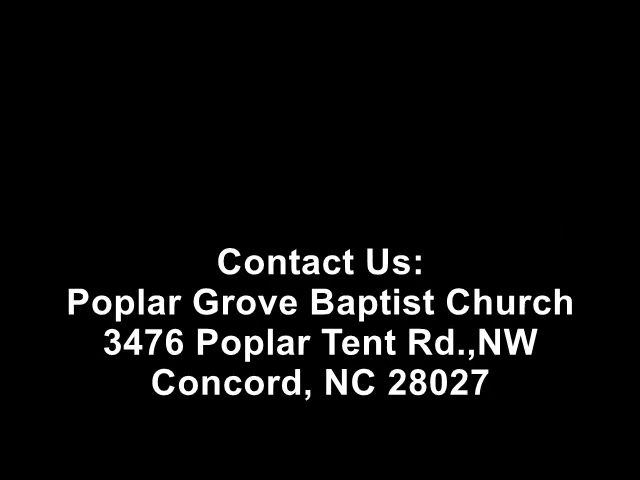 Contact Us:
Poplar Grove Baptist Church
3476 Poplar Tent Rd.,NW
Concord, NC 28027